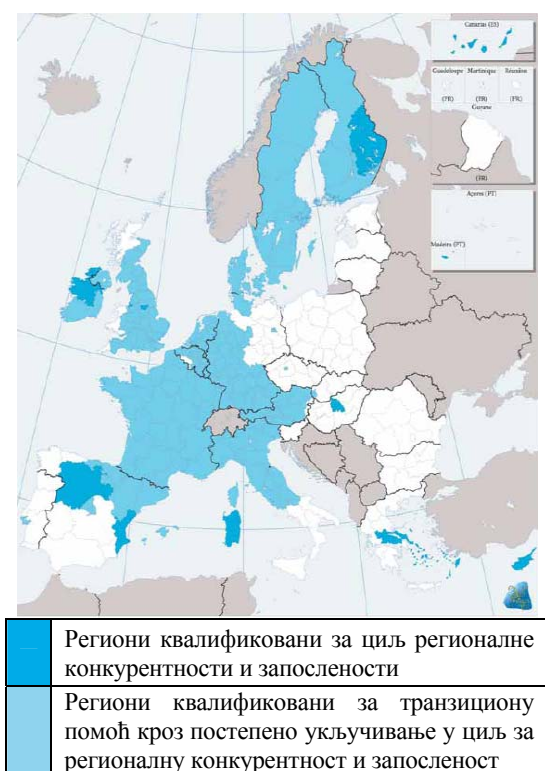 Canarias (ES)
Guadeloupe Martinique Réunion
(FR) (FR) (FR)
Guyane
(FR)
Açores (PT)
Madeira (PT)
Региони квалификовани за циљ регионалне
конкурентности и запослености
Региони квалификовани за транзициону
помоћ кроз постепено укључивање у циљ за
регионалну конкурентност и запосленост